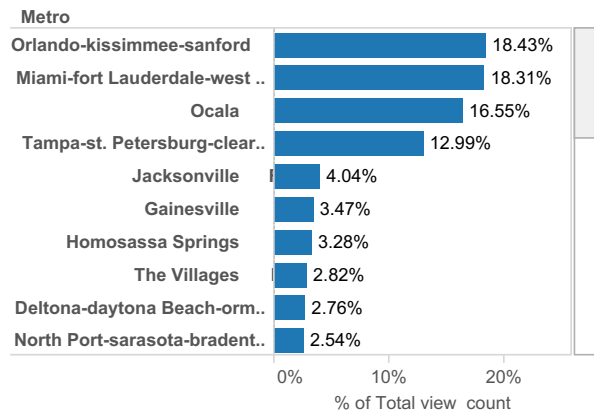 Metro
Orlando-kissimmee-sanford 18.43%
Miami-fort Lauderdale-west .. 18.31%
Ocala 16.55%
Tampa-st. Petersburg-clear.. 12.99%
Jacksonville 4.04%
Gainesville 3.47%
Homosassa Springs 3.28%
The Villages 2.82%
Deltona-daytona Beach-orm.. 2.76%
North Port-sarasota-bradent.. 2.54%
0% 10% 20%
% of Total view_count